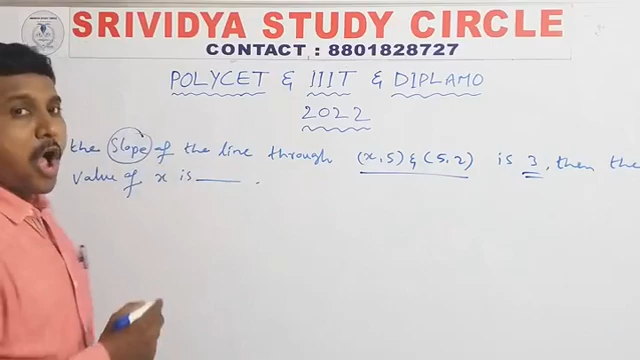 SRIVIDYA STUDY CIRCLE
CONTACT : 8801828727
POLYCET & IIIT & DIPLAMO
2022
the Slope of the line through (x,5) & (5,2) is 3, then the
value of x is ____ .